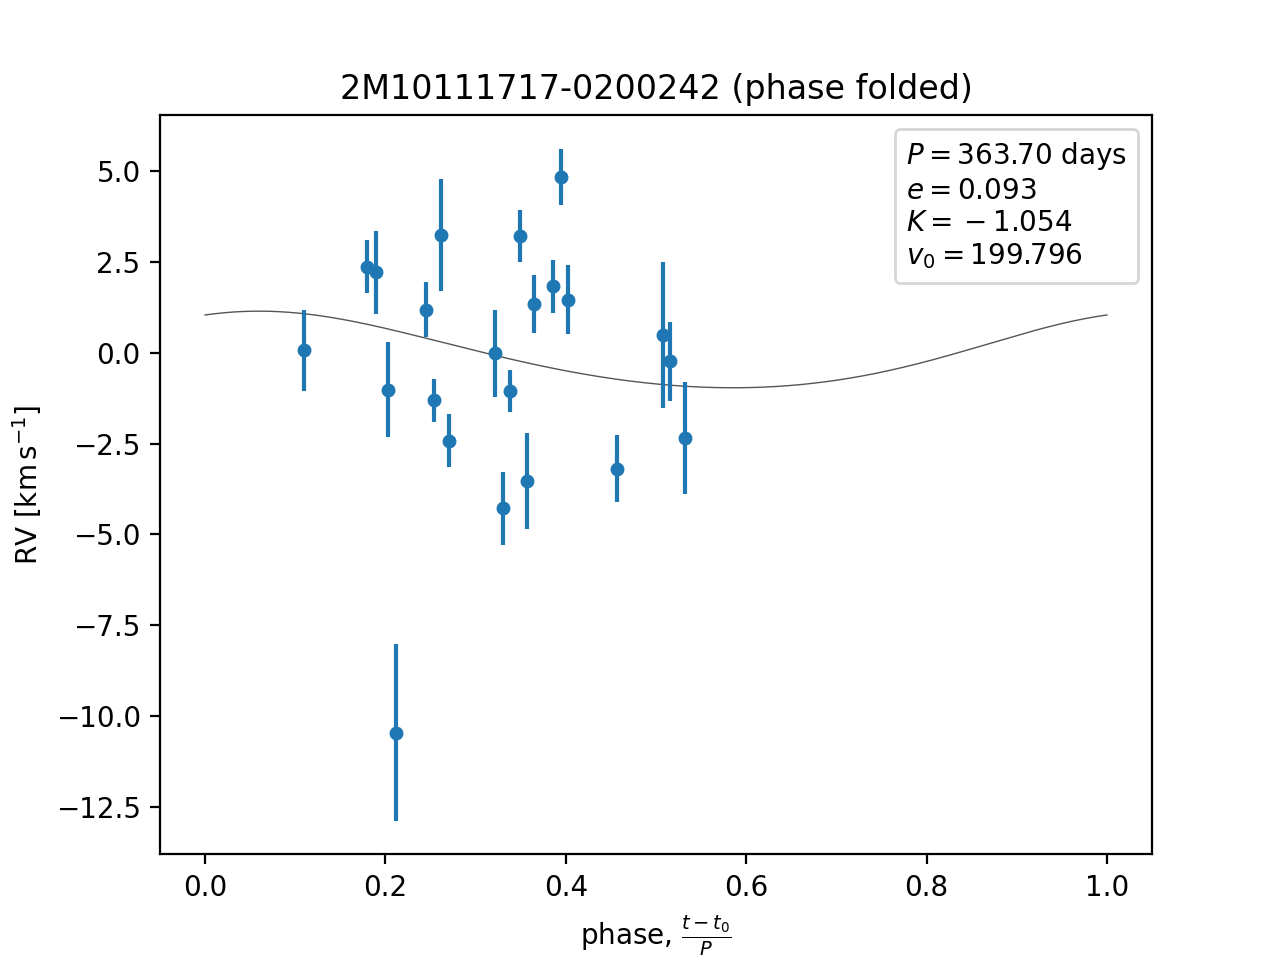 2M10111717-0200242 (phase folded)
P = 363.70 days
e = 0.093
K = −1.054
v₀ = 199.796
5.0
2.5
0.0
−2.5
−5.0
−7.5
−10.0
−12.5
RV [km s⁻¹]
0.0 0.2 0.4 0.6 0.8 1.0
phase, (t − t₀)/P